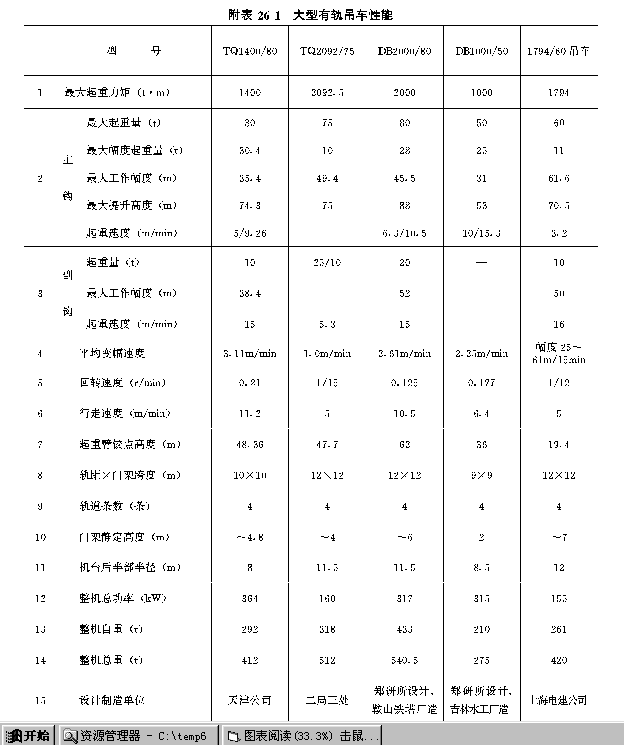 附表 26-1 大型有轨吊车性能
型 号 TQ1400/80 TQ2092/75 DB2000/80 DB1000/50 1794/60吊车
1 最大起重力矩 (t·m) 1400 2092.5 2000 1000 1794
2 主钩 最大起重量 (t) 80 75 80 50 60
最大幅度起重量 (t) 30.4 10 28 25 11
最大工作幅度 (m) 35.4 49.4 45.5 31 61.6
最大提升高度 (m) 74.3 75 88 53 70.5
起重速度 (m/min) 5/9.26 6.3/10.5 10/15.3 3.2
3 副钩 起重量 (t) 10 25/10 20 — 10
最大工作幅度 (m) 38.4 52 50
起重速度 (m/min) 15 5.3 15 16
4 平均变幅速度 3.11m/min 1.6m/min 2.61m/min 2.25m/min 幅度25~61m/15min
5 回转速度 (r/min) 0.21 1/15 0.125 0.177 1/12
6 行走速度 (m/min) 11.2 5 10.5 6.4 5
7 起重臂铰点高度 (m) 48.36 47.7 62 36 13.4
8 轨距×门架跨度 (m) 10×10 12×12 12×12 9×9 12×12
9 轨道条数 (条) 4 4 4 4 4
10 门架静定高度 (m) ~4.8 ~4 ~6 2 ~7
11 机台后半部半径 (m) 8 11.5 11.5 8.5 12
12 整机总功率 (kW) 364 160 317 315 155
13 整机自重 (t) 292 318 433 210 261
14 整机总重 (t) 412 512 540.5 275 420
15 设计制造单位 天津公司 三局三处 郑研所设计、鞍山铁塔厂造 郑研所设计、吉林水工厂造 上海电建公司
开始 资源管理器 - C:\temp6 图表阅读(33.3%) 击鼠...